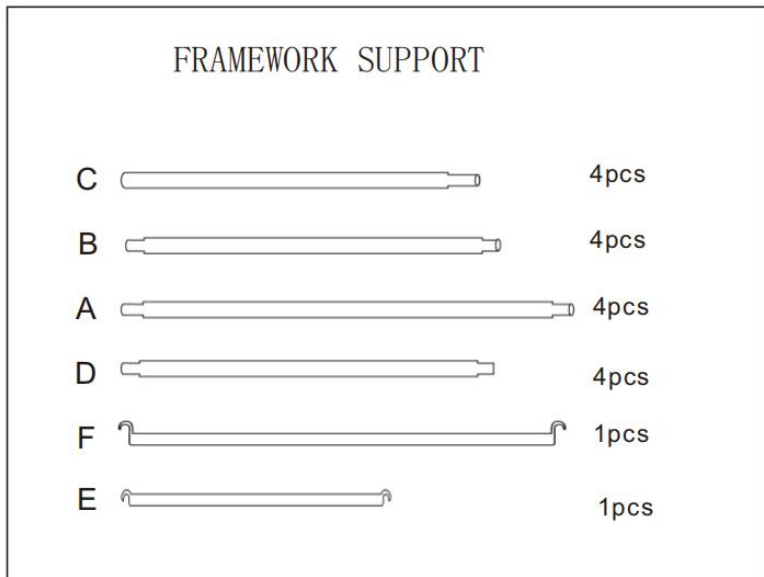 FRAMEWORK SUPPORT
C 4pcs
B 4pcs
A 4pcs
D 4pcs
F 1pcs
E 1pcs